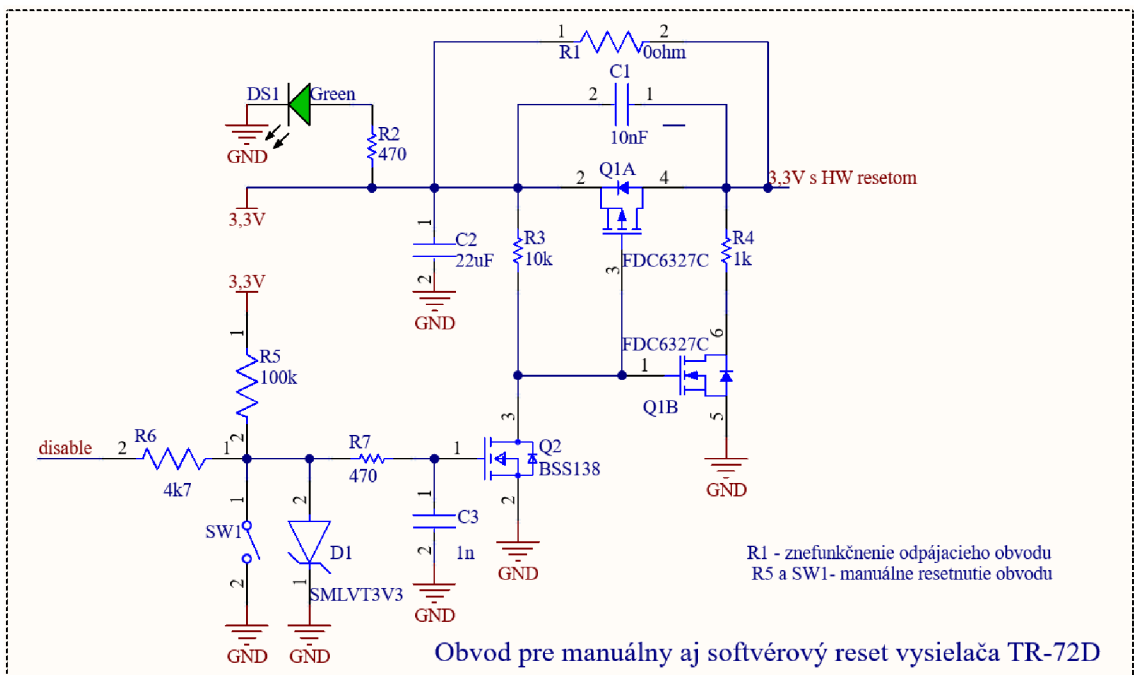 1 2
R1 0ohm
C1
2 1
10nF
DS1 Green
GND
R2
470
Q1A
2 4
3,3V s HW resetom
3,3V
1
C2
22uF
2
GND
R3
10k
3
FDC6327C
R4
1k
3,3V
1
R5
100k
2
FDC6327C
6
1
Q1B
5
GND
disable 2 R6 1
4k7
R7
470
1
3
Q2
BSS138
2
GND
1
SW1
2
GND
2
D1
1
SMLVT3V3
GND
1
C3
1n
2
GND
R1 - znefunkčnenie odpájacieho obvodu
R5 a SW1- manuálne resetnutie obvodu
Obvod pre manuálny aj softvérový reset vysielača TR-72D